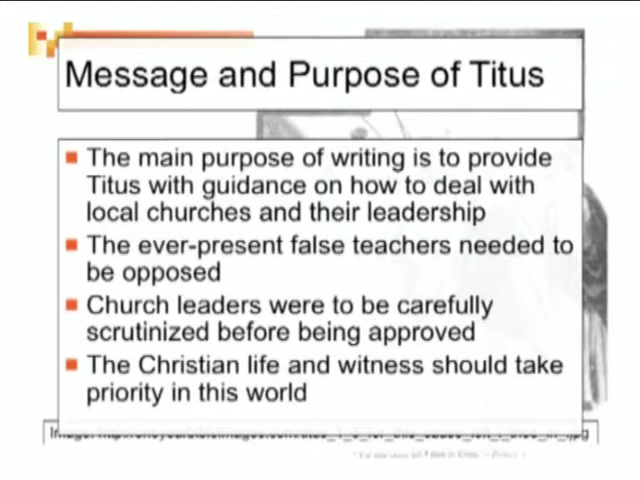 Message and Purpose of Titus
The main purpose of writing is to provide
Titus with guidance on how to deal with
local churches and their leadership
The ever-present false teachers needed to
be opposed
Church leaders were to be carefully
scrutinized before being approved
The Christian life and witness should take
priority in this world